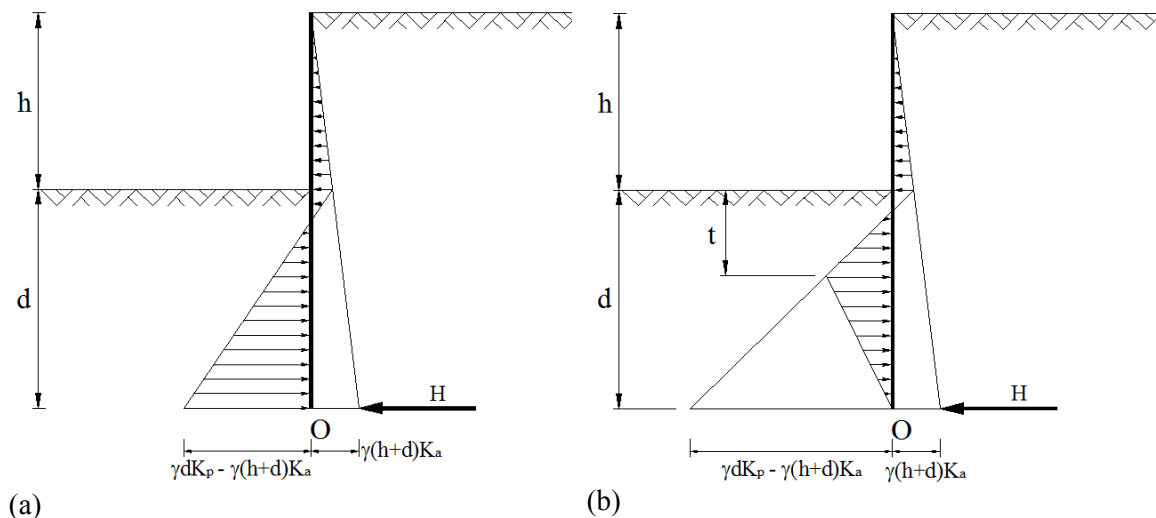 h
d
H
O
γdKp - γ(h+d)Ka
γ(h+d)Ka
(a)
h
t
d
H
O
γdKp - γ(h+d)Ka
γ(h+d)Ka
(b)